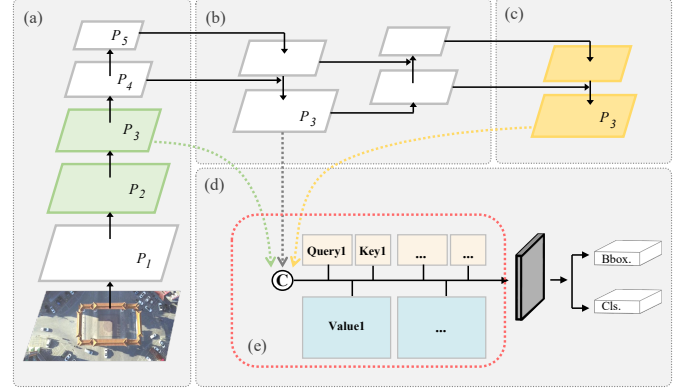 (a)
(b)
(c)
P5
P4
P3
P3
P3
P2
(d)
P1
Query1
Key1
...
...
Bbox.
C
Value1
...
Cls.
(e)